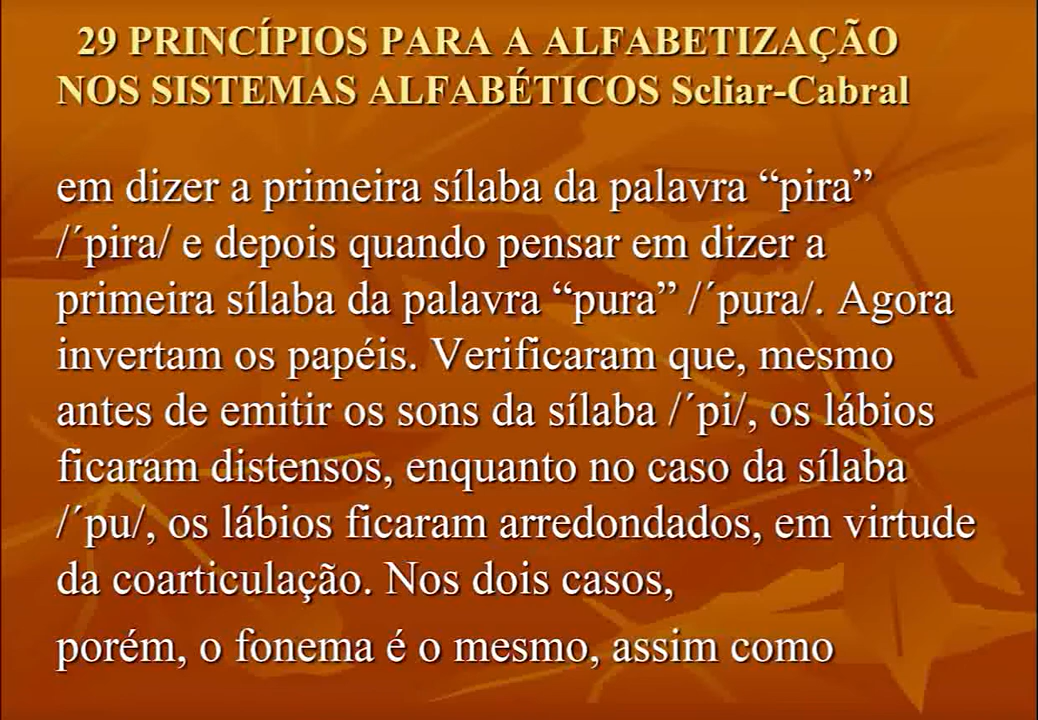 29 PRINCÍPIOS PARA A ALFABETIZAÇÃO
NOS SISTEMAS ALFABÉTICOS Scliar-Cabral
em dizer a primeira sílaba da palavra “pira”
/´pira/ e depois quando pensar em dizer a
primeira sílaba da palavra “pura” /´pura/. Agora
invertam os papéis. Verificaram que, mesmo
antes de emitir os sons da sílaba /´pi/, os lábios
ficaram distensos, enquanto no caso da sílaba
/´pu/, os lábios ficaram arredondados, em virtude
da coarticulação. Nos dois casos,
porém, o fonema é o mesmo, assim como